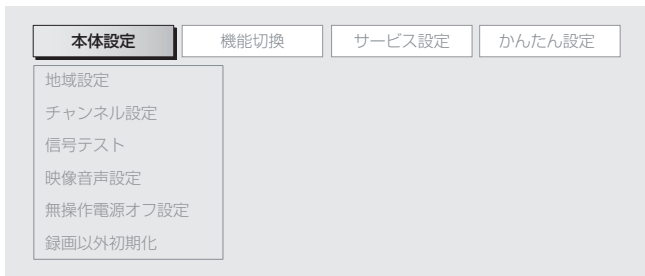 本体設定 機能切換 サービス設定 かんたん設定
地域設定
チャンネル設定
信号テスト
映像音声設定
無操作電源オフ設定
録画以外初期化